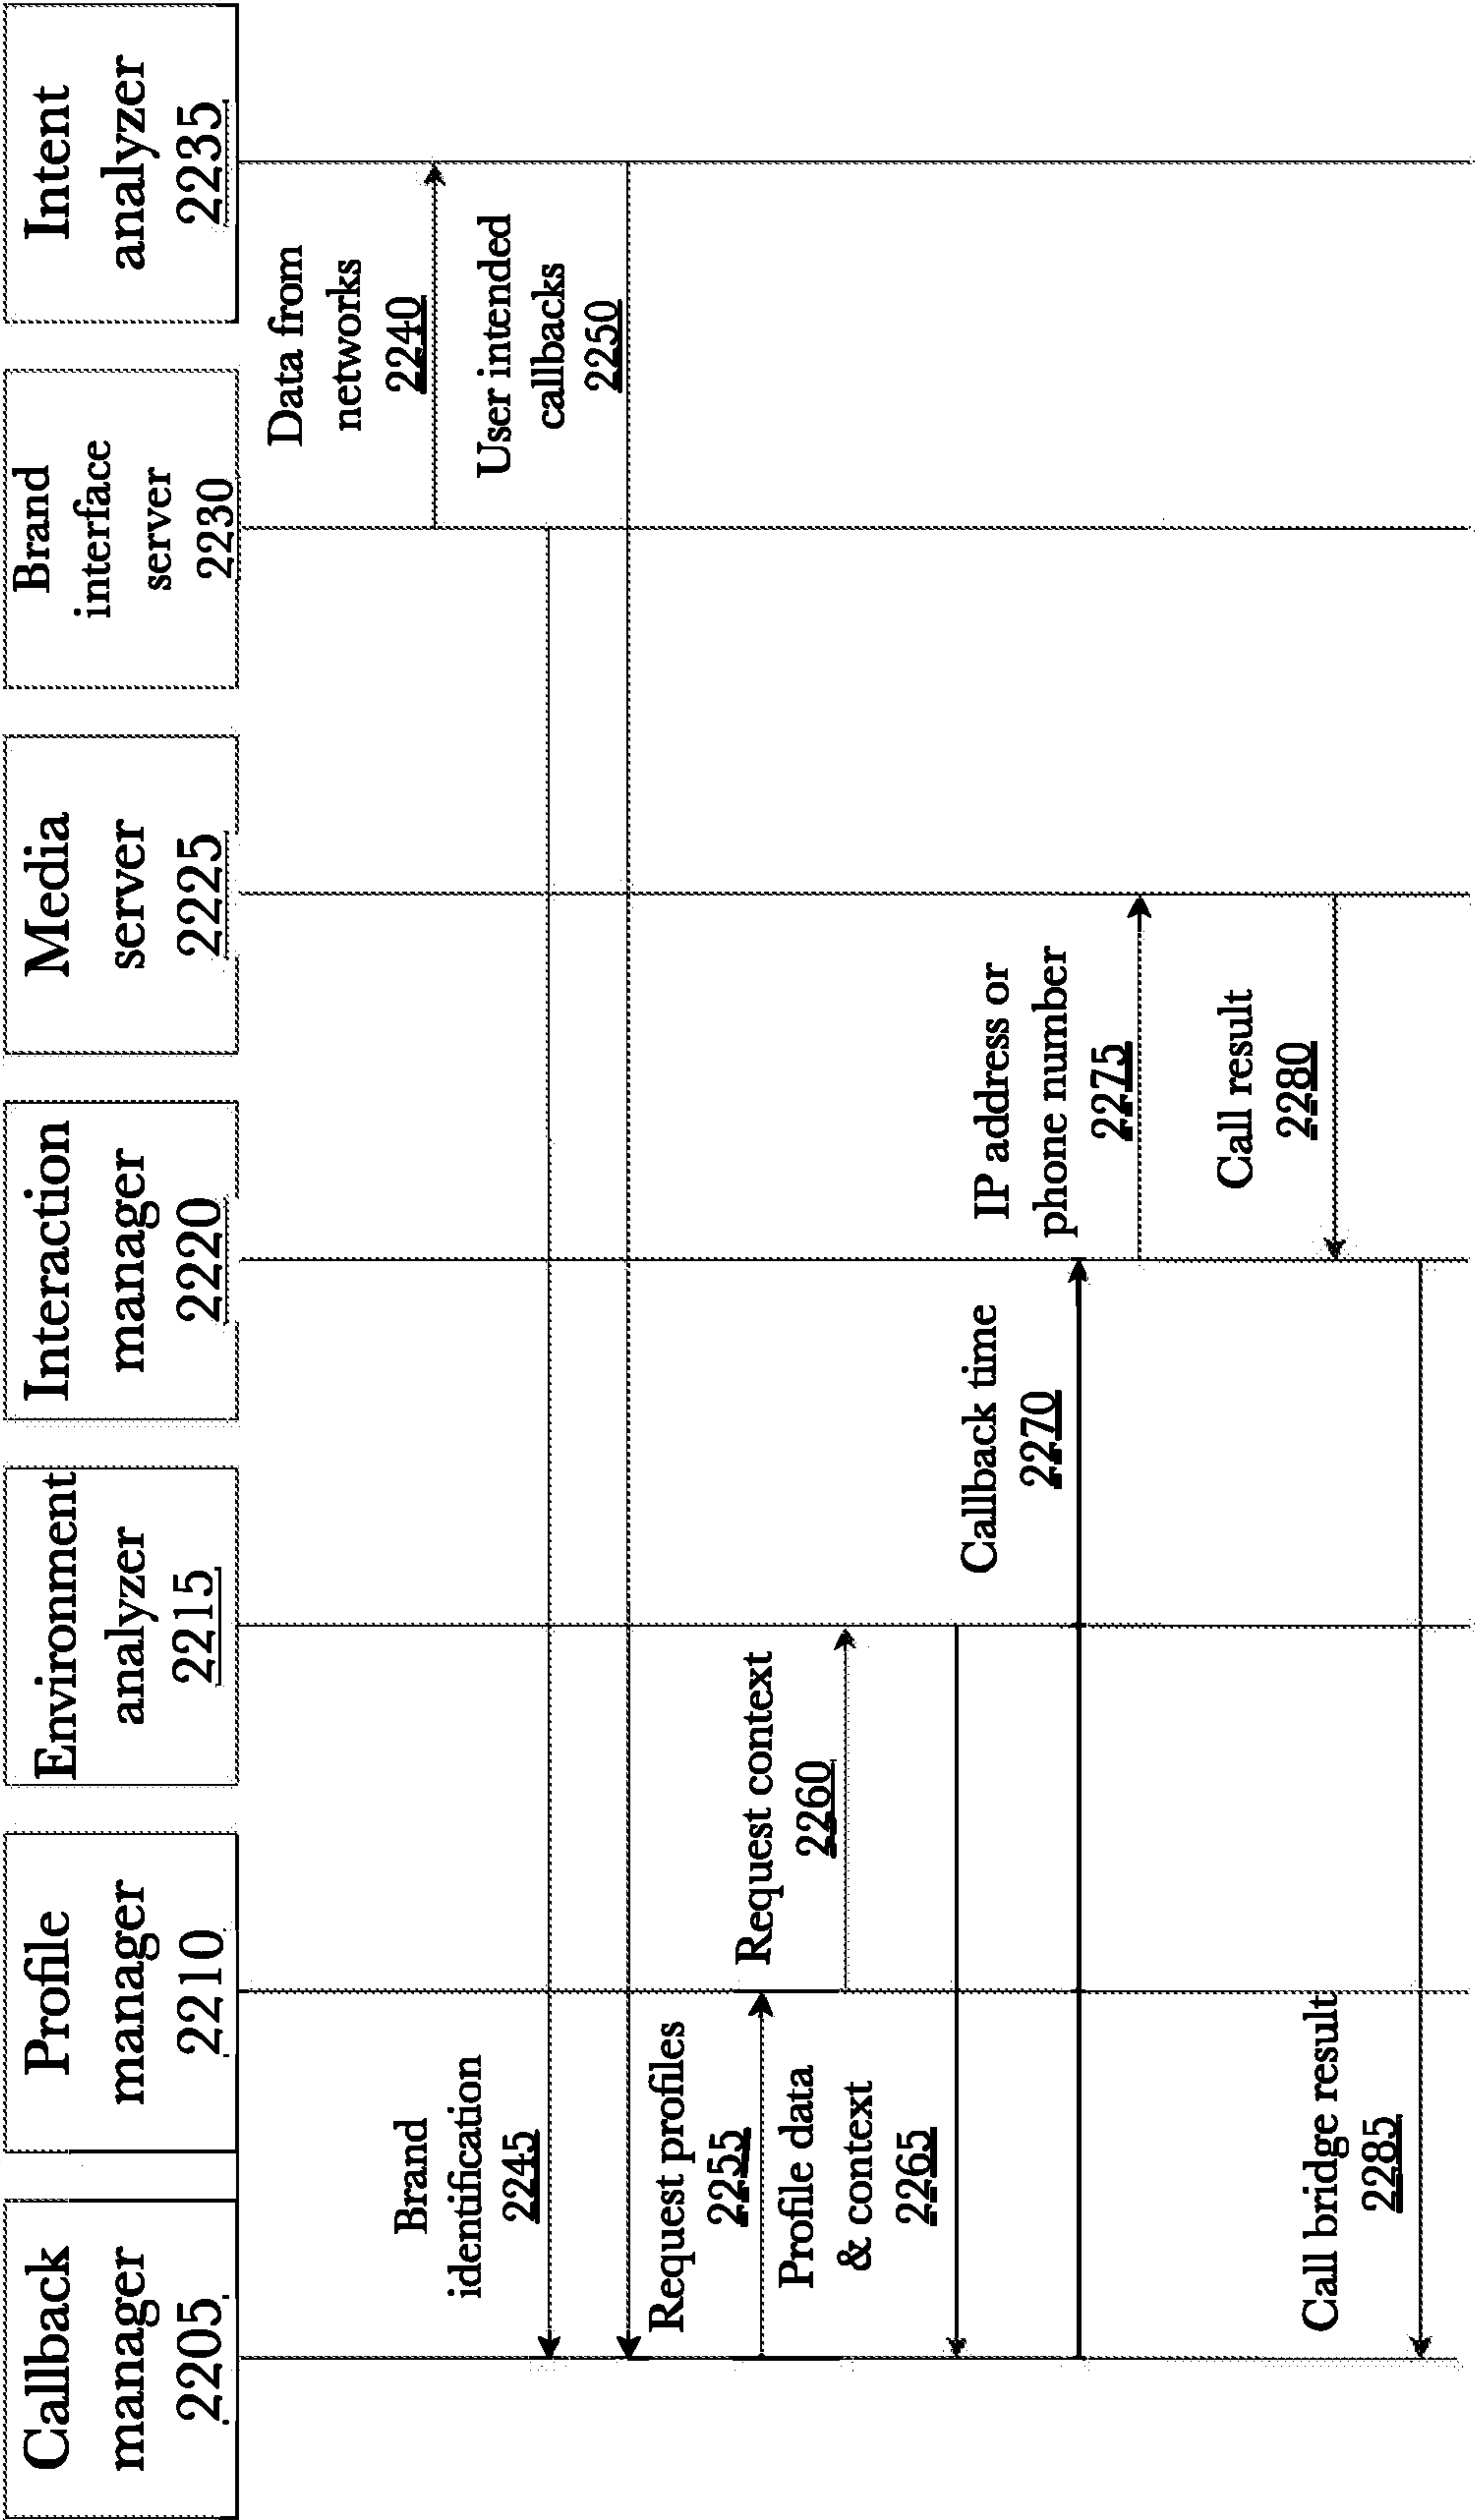 Callback
manager
2205
Profile
manager
2210
Environment
analyzer
2215
Interaction
manager
2220
Media
server
2225
Brand
interface
server
2230
Intent
analyzer
2235
Data from
networks
2240
Brand
identification
2245
User intended
callbacks
2250
Request profiles
2255
Request context
2260
Profile data
& context
2265
Callback time
2270
IP address or
phone number
2275
Call result
2280
Call bridge result
2285